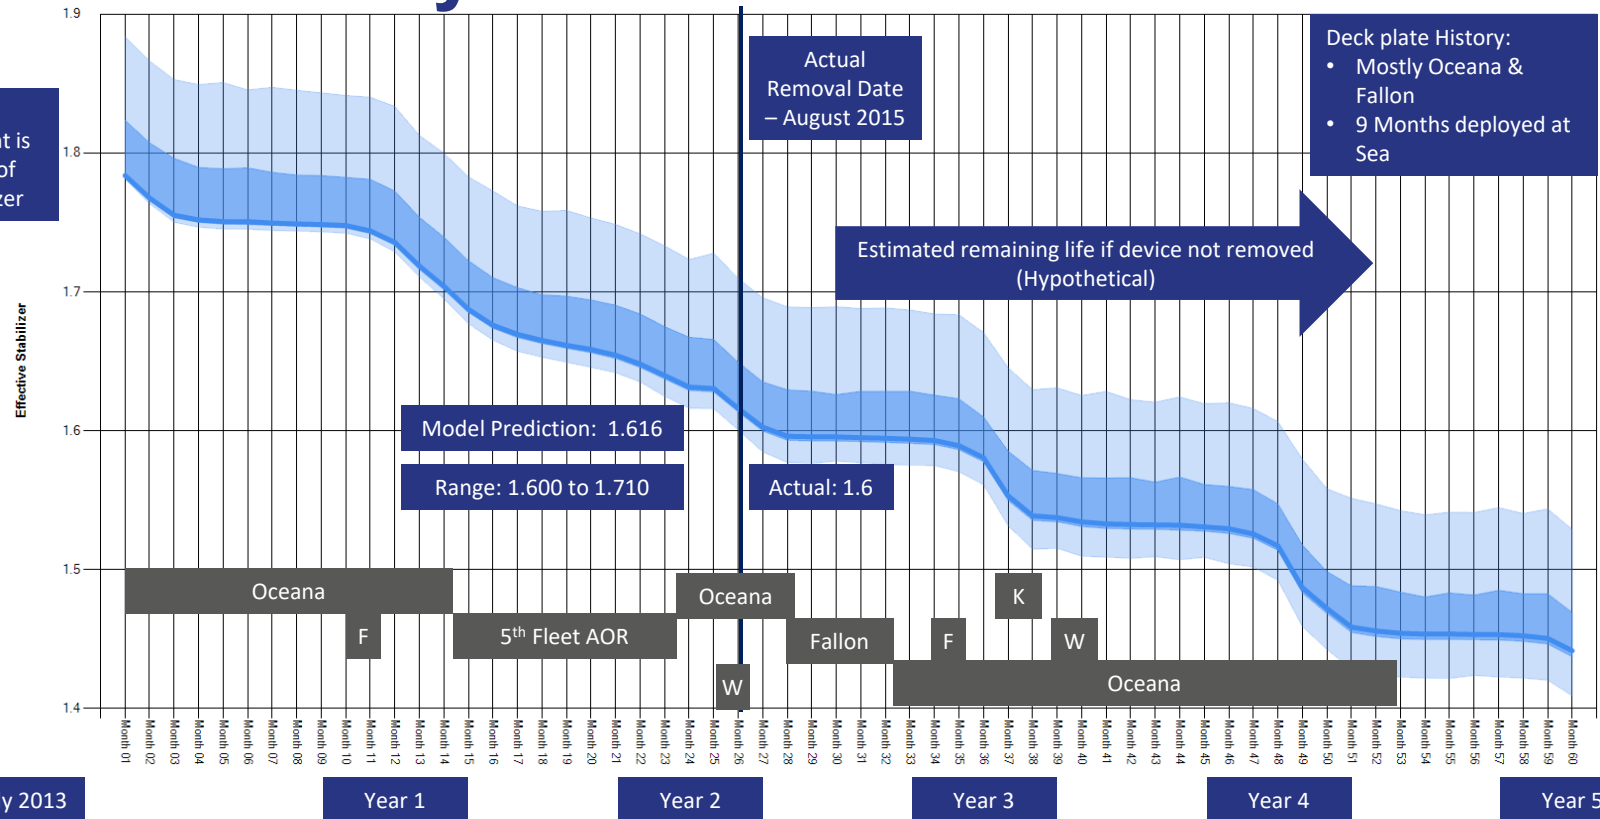 y
1.9
1.8
1.7
1.6
1.5
1.4
Effective Stabilizer
at is
of
zer
Actual
Removal Date
– August 2015
Deck plate History:
• Mostly Oceana &
Fallon
• 9 Months deployed at
Sea
Estimated remaining life if device not removed
(Hypothetical)
Model Prediction: 1.616
Range: 1.600 to 1.710
Actual: 1.6
Oceana
F
5th Fleet AOR
Oceana
W
Fallon
F
K
W
Oceana
Month 01
Month 02
Month 03
Month 04
Month 05
Month 06
Month 07
Month 08
Month 09
Month 10
Month 11
Month 12
Month 13
Month 14
Month 15
Month 16
Month 17
Month 18
Month 19
Month 20
Month 21
Month 22
Month 23
Month 24
Month 25
Month 26
Month 27
Month 28
Month 29
Month 30
Month 31
Month 32
Month 33
Month 34
Month 35
Month 36
Month 37
Month 38
Month 39
Month 40
Month 41
Month 42
Month 43
Month 44
Month 45
Month 46
Month 47
Month 48
Month 49
Month 50
Month 51
Month 52
Month 53
Month 54
Month 55
Month 56
Month 57
Month 58
Month 59
Month 60
ly 2013
Year 1
Year 2
Year 3
Year 4
Year 5